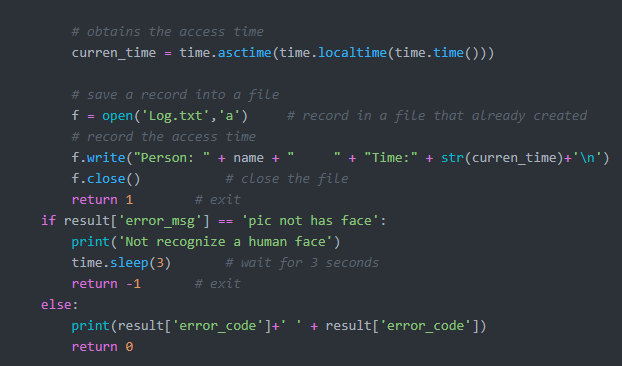 # obtains the access time
curren_time = time.asctime(time.localtime(time.time()))
# save a record into a file
f = open('Log.txt','a')     # record in a file that already created
# record the access time
f.write("Person: " + name + "     " + "Time:" + str(curren_time)+'\n')
f.close()           # close the file
return 1        # exit
if result['error_msg'] == 'pic not has face':
print('Not recognize a human face')
time.sleep(3)       # wait for 3 seconds
return -1       # exit
else:
print(result['error_code']+' ' + result['error_code'])
return 0